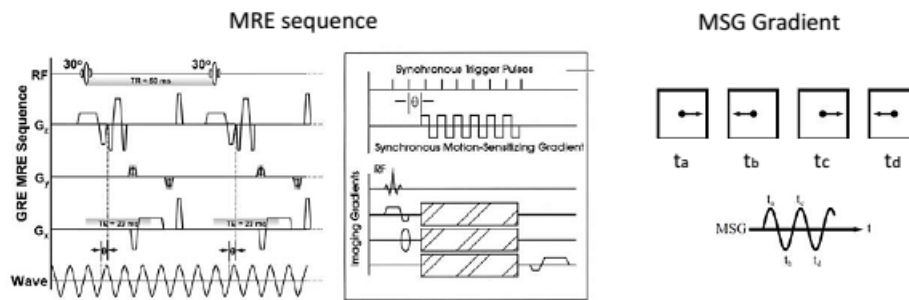 MRE sequence
MSG Gradient
GRE MRE Sequence
30°
30°
RF
TR = 50 ms
Gz
Gy
Gx
TE = 23 ms
TE = 23 ms
θ
θ
Wave
Synchronous Trigger Pulses
θ
Synchronous Motion-Sensitizing Gradient
RF
Imaging Gradients
ta tb tc td
ta tc
MSG t
tb td